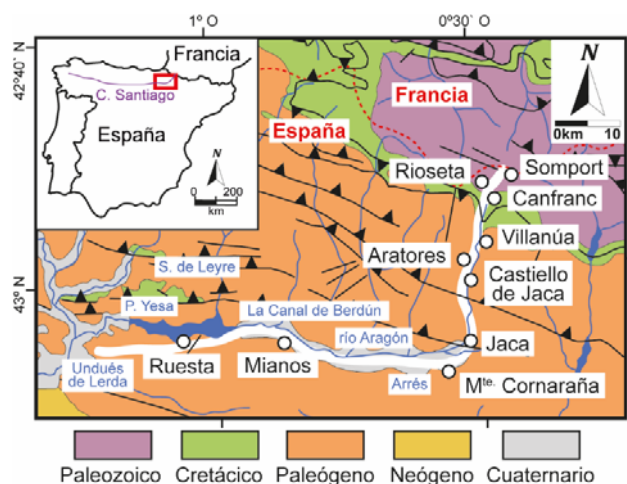 1° O
0°30' O
42°40'
43°
Francia
C. Santiago
España
N
0 200
km
España
Francia
N
0km 10
Rioseta
Somport
Canfranc
Villanúa
Aratores
Castiello
de Jaca
S. de Leyre
P. Yesa
La Canal de Berdún
río Aragón
Jaca
Undués
de Lerda
Ruesta
Mianos
Arrés
Mte. Cornaraña
Paleozoico
Cretácico
Paleógeno
Neógeno
Cuaternario